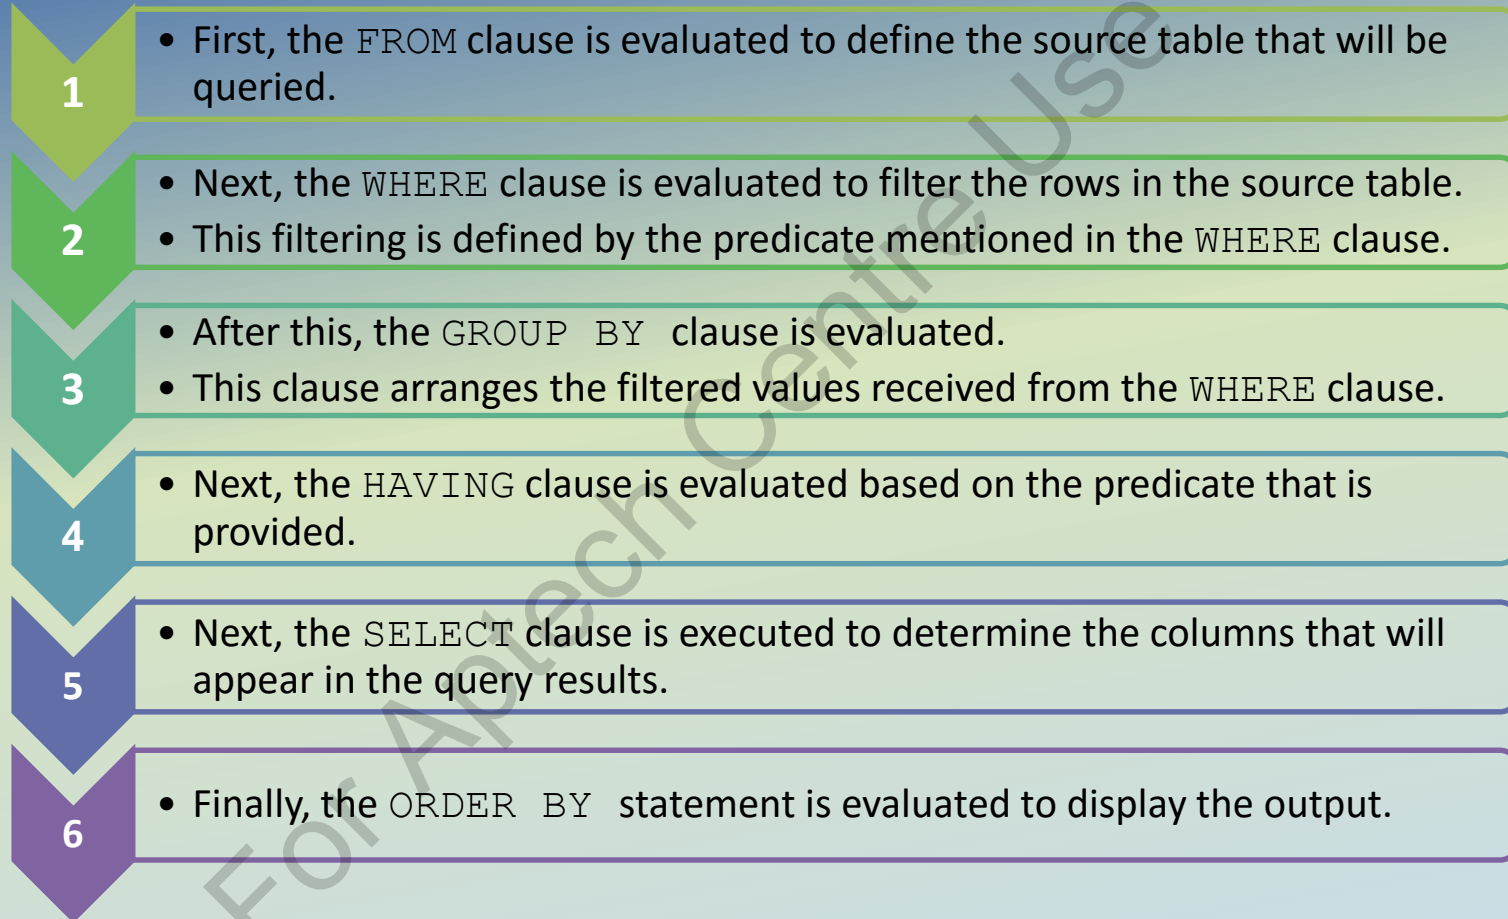 1
• First, the FROM clause is evaluated to define the source table that will be
queried.
2
• Next, the WHERE clause is evaluated to filter the rows in the source table.
• This filtering is defined by the predicate mentioned in the WHERE clause.
3
• After this, the GROUP BY clause is evaluated.
• This clause arranges the filtered values received from the WHERE clause.
4
• Next, the HAVING clause is evaluated based on the predicate that is
provided.
5
• Next, the SELECT clause is executed to determine the columns that will
appear in the query results.
6
• Finally, the ORDER BY statement is evaluated to display the output.
For Aptech Centre Use